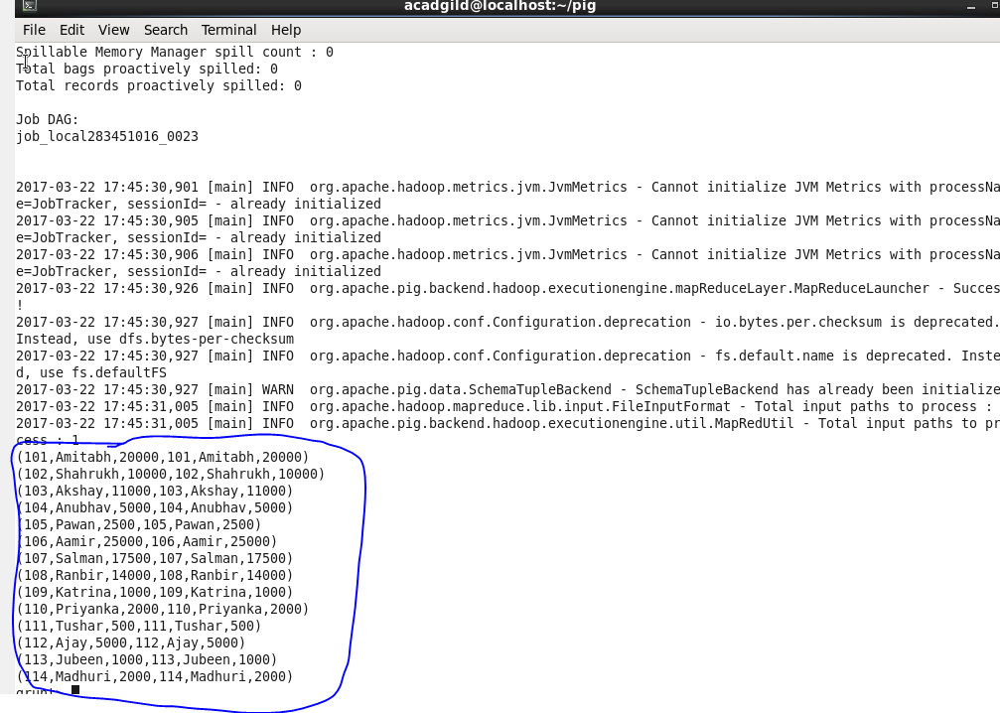 acadgild@localhost:~/pig
File Edit View Search Terminal Help
Spillable Memory Manager spill count : 0
Total bags proactively spilled: 0
Total records proactively spilled: 0
Job DAG:
job_local283451016_0023
2017-03-22 17:45:30,901 [main] INFO  org.apache.hadoop.metrics.jvm.JvmMetrics - Cannot initialize JVM Metrics with processNa
e=JobTracker, sessionId= - already initialized
2017-03-22 17:45:30,905 [main] INFO  org.apache.hadoop.metrics.jvm.JvmMetrics - Cannot initialize JVM Metrics with processNa
e=JobTracker, sessionId= - already initialized
2017-03-22 17:45:30,906 [main] INFO  org.apache.hadoop.metrics.jvm.JvmMetrics - Cannot initialize JVM Metrics with processNa
e=JobTracker, sessionId= - already initialized
2017-03-22 17:45:30,926 [main] INFO  org.apache.pig.backend.hadoop.executionengine.mapReduceLayer.MapReduceLauncher - Succes
!
2017-03-22 17:45:30,927 [main] INFO  org.apache.hadoop.conf.Configuration.deprecation - io.bytes.per.checksum is deprecated.
Instead, use dfs.bytes-per-checksum
2017-03-22 17:45:30,927 [main] INFO  org.apache.hadoop.conf.Configuration.deprecation - fs.default.name is deprecated. Inste
d, use fs.defaultFS
2017-03-22 17:45:30,927 [main] WARN  org.apache.pig.data.SchemaTupleBackend - SchemaTupleBackend has already been initialize
2017-03-22 17:45:31,005 [main] INFO  org.apache.hadoop.mapreduce.lib.input.FileInputFormat - Total input paths to process :
2017-03-22 17:45:31,005 [main] INFO  org.apache.pig.backend.hadoop.executionengine.util.MapRedUtil - Total input paths to pr
cess : 1
(101,Amitabh,20000,101,Amitabh,20000)
(102,Shahrukh,10000,102,Shahrukh,10000)
(103,Akshay,11000,103,Akshay,11000)
(104,Anubhav,5000,104,Anubhav,5000)
(105,Pawan,2500,105,Pawan,2500)
(106,Aamir,25000,106,Aamir,25000)
(107,Salman,17500,107,Salman,17500)
(108,Ranbir,14000,108,Ranbir,14000)
(109,Katrina,1000,109,Katrina,1000)
(110,Priyanka,2000,110,Priyanka,2000)
(111,Tushar,500,111,Tushar,500)
(112,Ajay,5000,112,Ajay,5000)
(113,Jubeen,1000,113,Jubeen,1000)
(114,Madhuri,2000,114,Madhuri,2000)